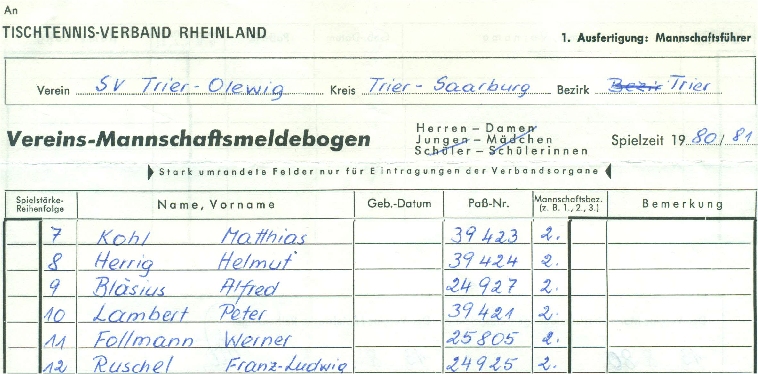 An
TISCHTENNIS-VERBAND RHEINLAND
1. Ausfertigung: Mannschaftsführer
Verein SV Trier-Olewig Kreis Trier-Saarburg Bezirk Bezir Trier
Vereins-Mannschaftsmeldebogen
Herren – Damen
Jungen – Mädchen
Schüler – Schülerinnen
Spielzeit 19 80/81
Stark umrandete Felder nur für Eintragungen der Verbandsorgane
Spielstärke-Reihenfolge Name, Vorname Geb.-Datum Paß-Nr. Mannschaftsbez. (z. B. 1., 2., 3.) Bemerkung
7 Kohl Matthias 39423 2.
8 Herrig Helmut 39424 2.
9 Bläsius Alfred 24927 2.
10 Lambert Peter 39421 2.
11 Follmann Werner 25805 2.
12 Ruschel Franz-Ludwig 24925 2.